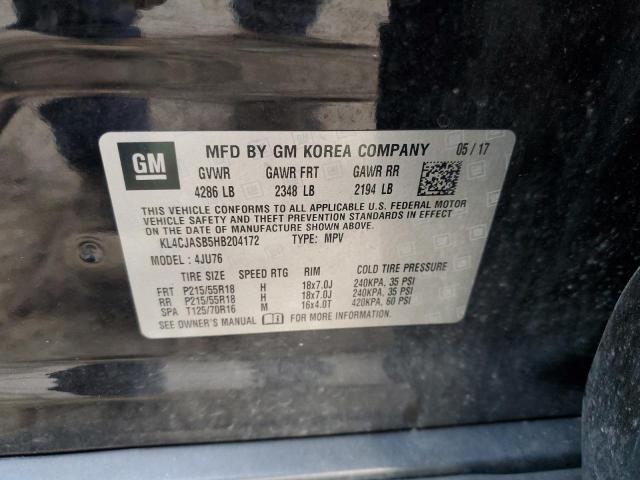 GM MFD BY GM KOREA COMPANY 05 / 17
GVWR GAWR FRT GAWR RR
4286 LB 2348 LB 2194 LB
THIS VEHICLE CONFORMS TO ALL APPLICABLE U.S. FEDERAL MOTOR
VEHICLE SAFETY AND THEFT PREVENTION STANDARDS IN EFFECT
ON THE DATE OF MANUFACTURE SHOWN ABOVE.
KL4CJASB5HB204172 TYPE: MPV
MODEL : 4JU76
TIRE SIZE SPEED RTG RIM COLD TIRE PRESSURE
FRT P215/55R18 H 18x7.0J 240KPA, 35 PSI
RR P215/55R18 H 18x7.0J 240KPA, 35 PSI
SPA T125/70R16 M 16x4.0T 420KPA, 60 PSI
SEE OWNER'S MANUAL FOR MORE INFORMATION.